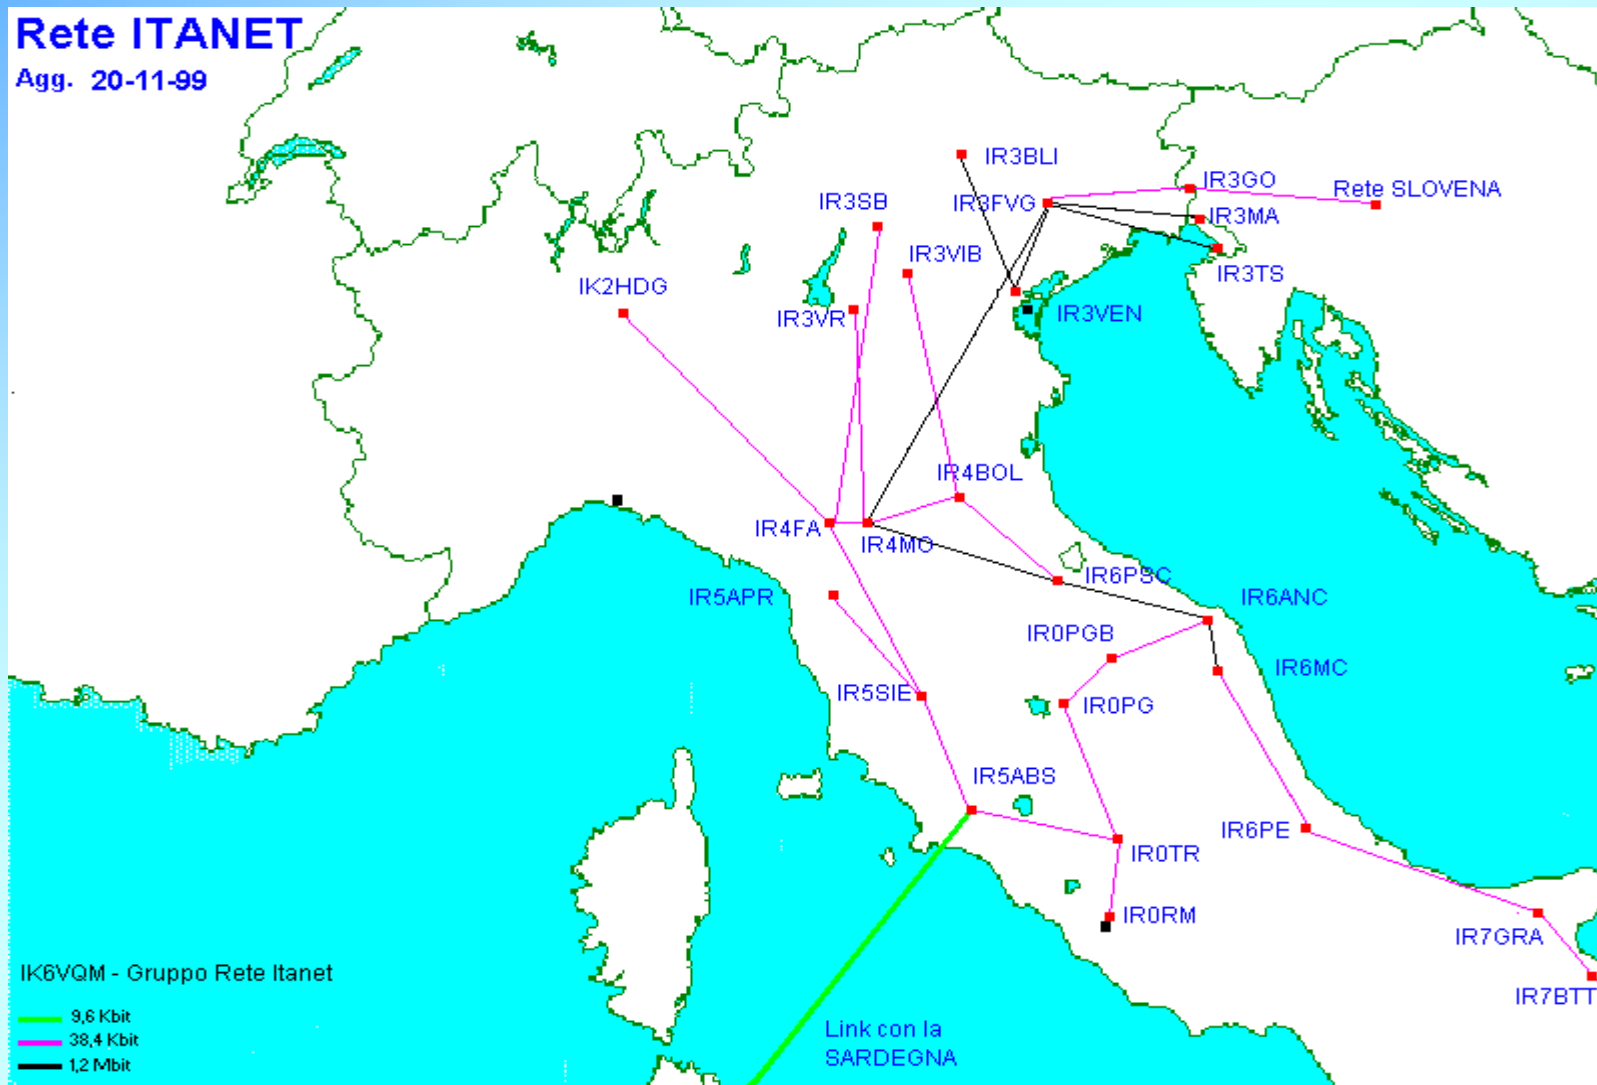 Rete ITANET
Agg. 20-11-99
IR3BLI
IR3GO
Rete SLOVENA
IR3SB
IR3FVG
IR3MA
IR3VIB
IR3TS
IK2HDG
IR3VR
IR3VEN
IR4BOL
IR4FA
IR4MO
IR6PSC
IR5APR
IR6ANC
IR0PGB
IR6MC
IR5SIE
IR0PG
IR5ABS
IR6PE
IR0TR
IR0RM
IR7GRA
IR7BTT
IK6VQM - Gruppo Rete Itanet
9,6 Kbit
38,4 Kbit
1,2 Mbit
Link con la
SARDEGNA